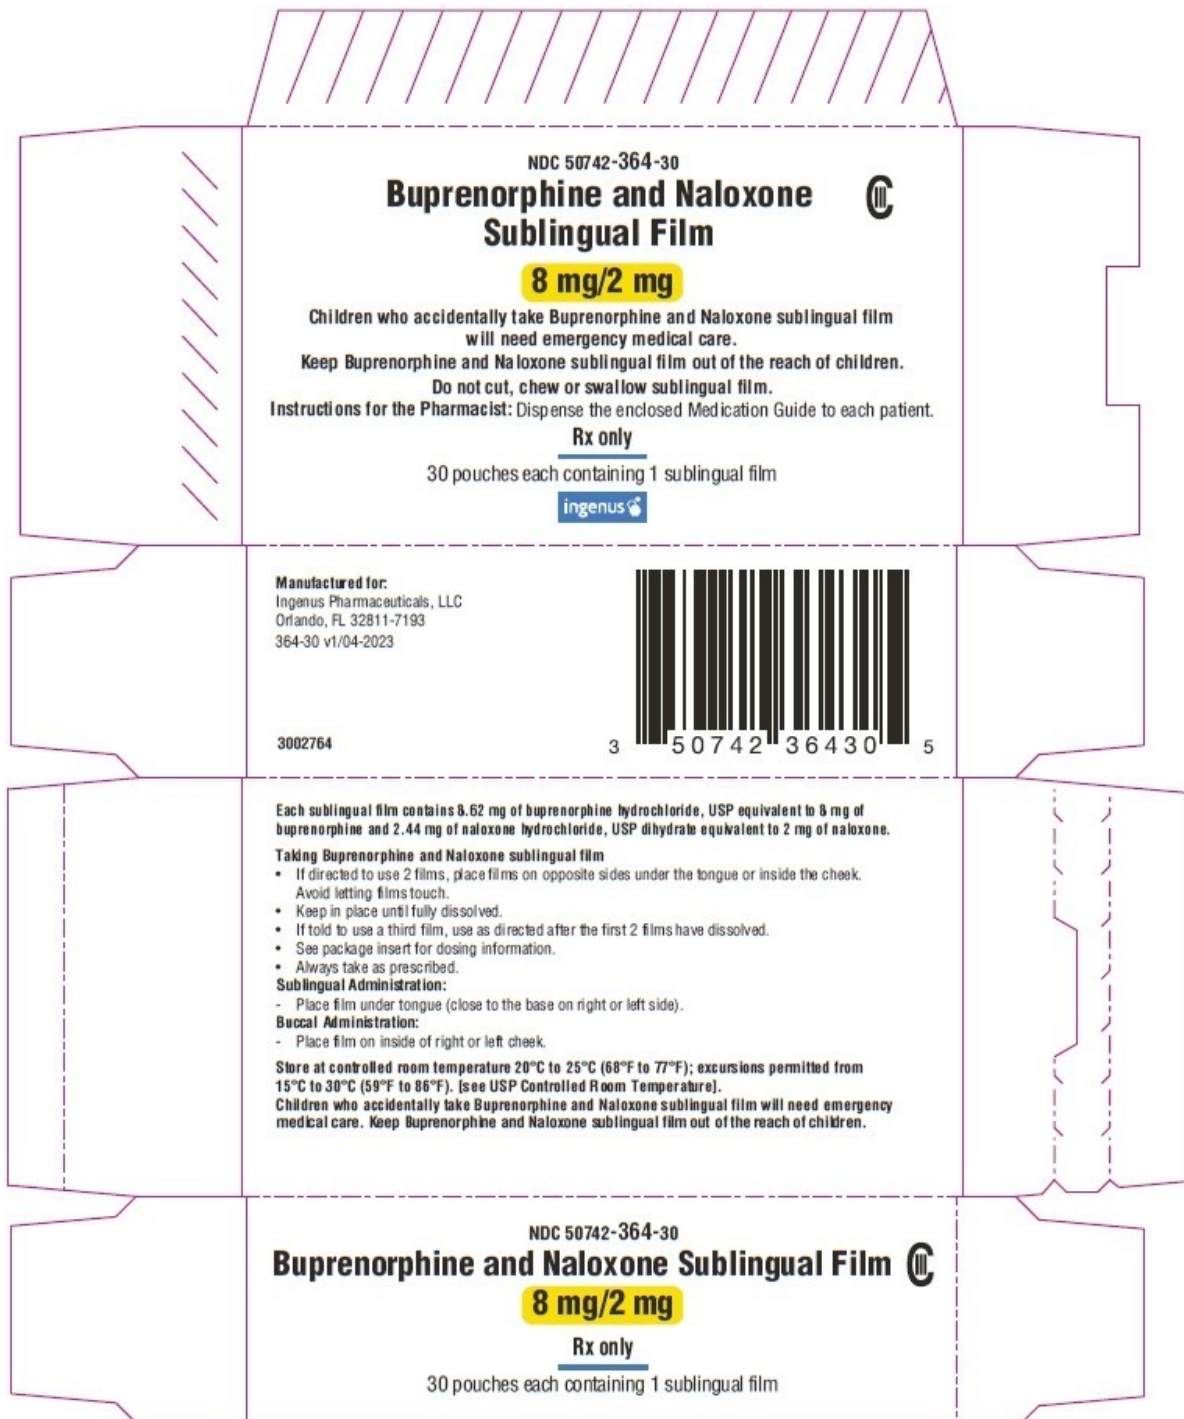 NDC 50742-364-30
Buprenorphine and Naloxone
Sublingual Film
CIII
8 mg/2 mg
Children who accidentally take Buprenorphine and Naloxone sublingual film
will need emergency medical care.
Keep Buprenorphine and Naloxone sublingual film out of the reach of children.
Do not cut, chew or swallow sublingual film.
Instructions for the Pharmacist: Dispense the enclosed Medication Guide to each patient.
Rx only
30 pouches each containing 1 sublingual film
ingenus
Manufactured for:
Ingenus Pharmaceuticals, LLC
Orlando, FL 32811-7193
364-30 v1/04-2023
3002764
3 50742 36430 5
Each sublingual film contains 8.62 mg of buprenorphine hydrochloride, USP equivalent to 8 mg of
buprenorphine and 2.44 mg of naloxone hydrochloride, USP dihydrate equivalent to 2 mg of naloxone.
Taking Buprenorphine and Naloxone sublingual film
• If directed to use 2 films, place films on opposite sides under the tongue or inside the cheek.
Avoid letting films touch.
• Keep in place until fully dissolved.
• If told to use a third film, use as directed after the first 2 films have dissolved.
• See package insert for dosing information.
• Always take as prescribed.
Sublingual Administration:
- Place film under tongue (close to the base on right or left side).
Buccal Administration:
- Place film on inside of right or left cheek.
Store at controlled room temperature 20°C to 25°C (68°F to 77°F); excursions permitted from
15°C to 30°C (59°F to 86°F). [see USP Controlled Room Temperature].
Children who accidentally take Buprenorphine and Naloxone sublingual film will need emergency
medical care. Keep Buprenorphine and Naloxone sublingual film out of the reach of children.
NDC 50742-364-30
Buprenorphine and Naloxone Sublingual Film CIII
8 mg/2 mg
Rx only
30 pouches each containing 1 sublingual film